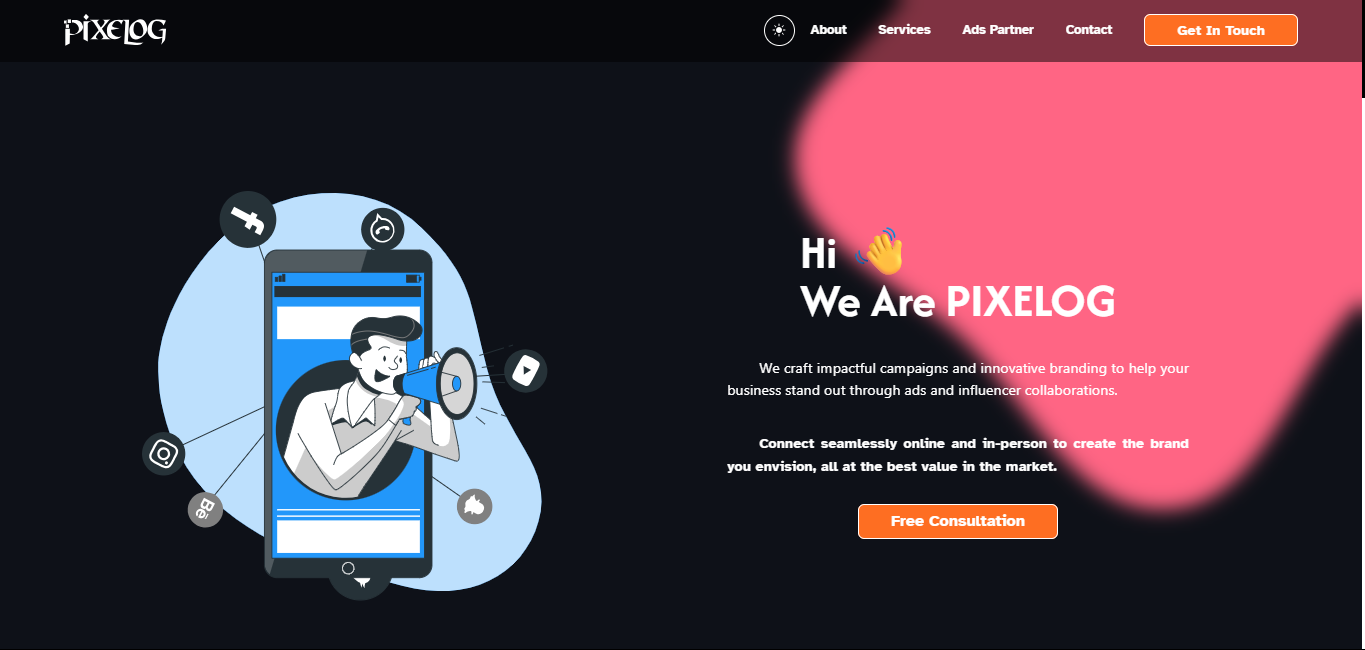 PIXELOG
About Services Ads Partner Contact Get In Touch
Hi 👋
We Are PIXELOG
We craft impactful campaigns and innovative branding to help your
business stand out through ads and influencer collaborations.
Connect seamlessly online and in-person to create the brand
you envision, all at the best value in the market.
Free Consultation
Bē